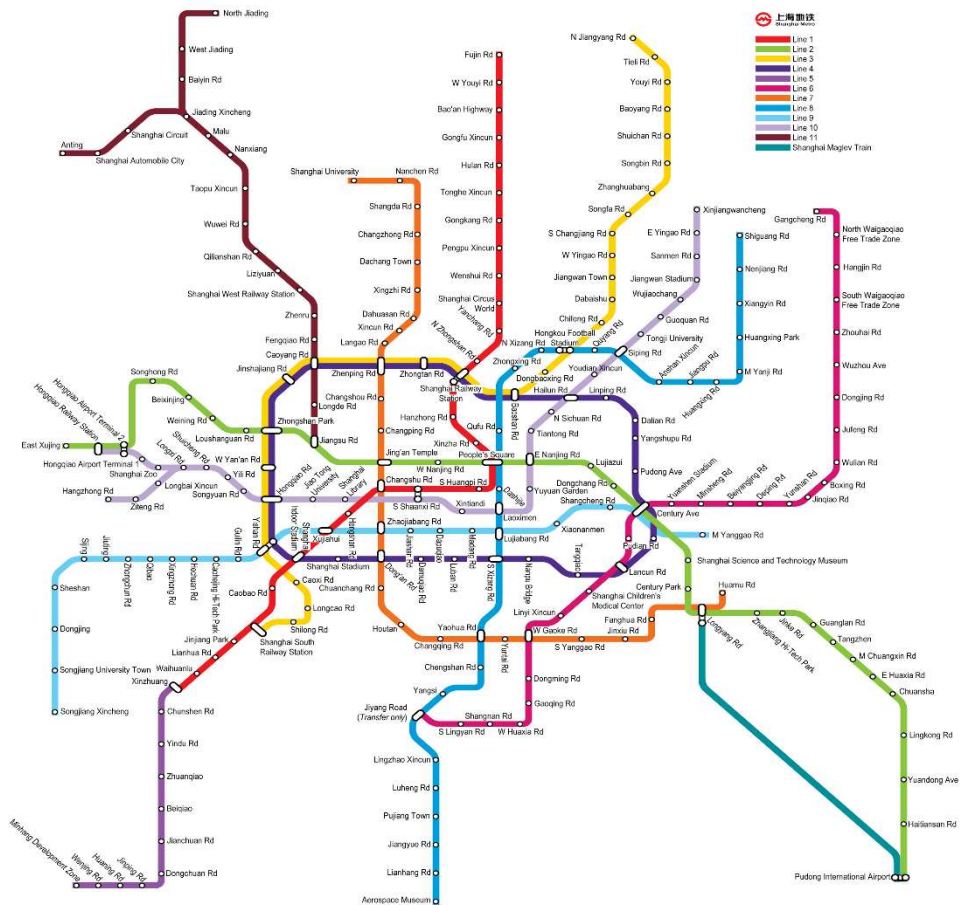 上海地铁
Shanghai Metro
Line 1
Line 2
Line 3
Line 4
Line 5
Line 6
Line 7
Line 8
Line 9
Line 10
Line 11
Shanghai Maglev Train
North Jiading
West Jiading
Baiyin Rd
Jiading Xincheng
Shanghai Circuit
Anting
Shanghai Automobile City
Malu
Nanxiang
Taopu Xincun
Wuwei Rd
Qilianshan Rd
Liziyuan
Shanghai West Railway Station
Zhenru
Fengqiao Rd
Caoyang Rd
Jinshajiang Rd
Longde Rd
Zhongshan Park
Jiangsu Rd
Shanghai University
Nanchen Rd
Shangda Rd
Changzhong Rd
Dachang Town
Xingzhi Rd
Dahuasan Rd
Xincun Rd
Langao Rd
Zhenping Rd
Changshou Rd
Changping Rd
Jing'an Temple
Fujin Rd
W Youyi Rd
Bao'an Highway
Gongfu Xincun
Hulan Rd
Tonghe Xincun
Gongkang Rd
Pengpu Xincun
Wenshui Rd
Shanghai Circus
World
Yanchang Rd
N Zhongshan Rd
Shanghai Railway
Station
Zhongtan Rd
Hanzhong Rd
Xinzha Rd
People's Square
N Jiangyang Rd
Tieli Rd
Youyi Rd
Baoyang Rd
Shuichan Rd
Songbin Rd
Zhanghuabang
Songfa Rd
S Changjiang Rd
W Yingao Rd
Jiangwan Town
Dabaishu
Chifeng Rd
Hongkou Football
Stadium
Dongbaoxing Rd
Baoshan Rd
N Xizang Rd
Zhongxing Rd
Qufu Rd
Quyang Rd
Siping Rd
Anshan Xincun
Jiangpu Rd
Huangxing Rd
M Yanji Rd
Huangxing Park
Xiangyin Rd
Nenjiang Rd
Shiguang Rd
Xinjiangwancheng
E Yingao Rd
Sanmen Rd
Jiangwan Stadium
Wujiaochang
Guoquan Rd
Tongji University
Youdian Xincun
Hailun Rd
N Sichuan Rd
Tiantong Rd
Linping Rd
Dalian Rd
Yangshupu Rd
Pudong Ave
Gangcheng Rd
North Waigaoqiao
Free Trade Zone
Hangjin Rd
South Waigaoqiao
Free Trade Zone
Zhouhai Rd
Wuzhou Ave
Dongjing Rd
Jufeng Rd
Wulian Rd
Boxing Rd
Jinqiao Rd
Yunshan Rd
Deping Rd
Beiyangjing Rd
Minsheng Rd
Yuanshen Stadium
Century Ave
East Xujing
Hongqiao
Railway Station
Hongqiao Airport Terminal 2
Hongqiao Airport Terminal 1
Songhong Rd
Beixinjing
Weining Rd
Loushanguan Rd
W Nanjing Rd
E Nanjing Rd
Lujiazui
Dongchang Rd
Shanghai Zoo
Longxi Rd
Shuicheng Rd
Hangzhong Rd
Ziteng Rd
Longbai Xincun
Yili Rd
Songyuan Rd
W Yan'an Rd
Hongqiao Rd
Jiao Tong
University
Shanghai
Library
Changshu Rd
S Huangpi Rd
S Shaanxi Rd
Xintiandi
Laoximen
Dashijie
Yuyuan Garden
Shangcheng Rd
Xiaonanmen
Hengshan Rd
Xujiahui
Shanghai
Indoor Stadium
Yishan Rd
Guilin Rd
Zhaojiabang Rd
Jiashan Rd
Dapuqiao
Madang Rd
Lujiabang Rd
M Yanggao Rd
Pudian Rd
Lancun Rd
Sijing
Jiuting
Zhongchun Rd
Qibao
Xingzhong Rd
Hechuan Rd
Caohejing Hi-Tech Park
Sheshan
Dongjing
Songjiang University Town
Songjiang Xincheng
Shanghai Stadium
Dong'an Rd
Damuqiao Rd
Luban Rd
S Xizang Rd
Nanpu Bridge
Tangqiao
Caobao Rd
Caoxi Rd
Longcao Rd
Shilong Rd
Shanghai South
Railway Station
Jinjiang Park
Lianhua Rd
Waihuanlu
Xinzhuang
Chunshen Rd
Yindu Rd
Zhuanqiao
Beiqiao
Jianchuan Rd
Dongchuan Rd
Jinping Rd
Huaning Rd
Wenjing Rd
Minhang Development Zone
Chuanchang Rd
Houtan
Changqing Rd
Yaohua Rd
Yuntai Rd
W Gaoke Rd
S Yanggao Rd
Jinxiu Rd
Fanghua Rd
Huamu Rd
Longyang Rd
Linyi Xincun
Shanghai Children's
Medical Center
Century Park
Shanghai Science and Technology Museum
Chengshan Rd
Yangsi
Jiyang Road
(Transfer only)
S Lingyan Rd
Shangnan Rd
W Huaxia Rd
Gaoqing Rd
Dongming Rd
Lingzhao Xincun
Luheng Rd
Pujiang Town
Jiangyue Rd
Lianhang Rd
Aerospace Museum
Zhangjiang Hi-Tech Park
Jinke Rd
Guanglan Rd
Tangzhen
M Chuangxin Rd
E Huaxia Rd
Chuansha
Lingkong Rd
Yuandong Ave
Haitiansan Rd
Pudong International Airport